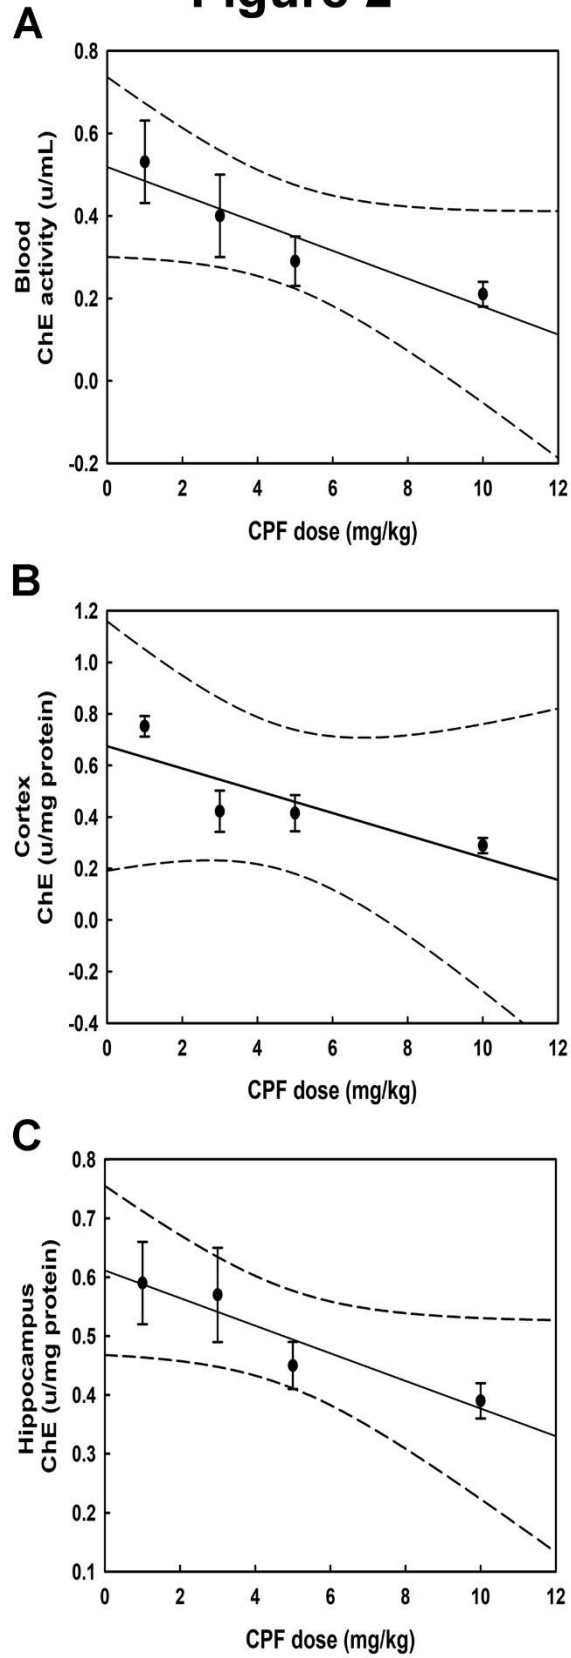 Figure 2
A
0.8
0.6
0.4
0.2
0.0
-0.2
Blood
ChE activity (u/mL)
0 2 4 6 8 10 12
CPF dose (mg/kg)
B
1.2
1.0
0.8
0.6
0.4
0.2
0.0
-0.2
-0.4
Cortex
ChE (u/mg protein)
0 2 4 6 8 10 12
CPF dose (mg/kg)
C
0.8
0.7
0.6
0.5
0.4
0.3
0.2
0.1
Hippocampus
ChE (u/mg protein)
0 2 4 6 8 10 12
CPF dose (mg/kg)